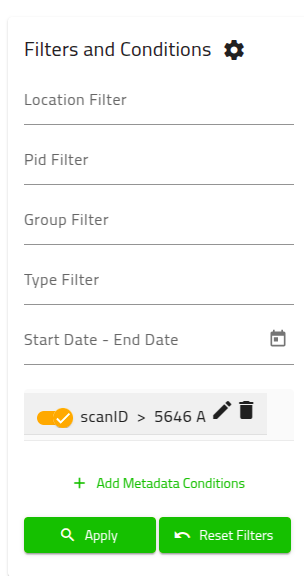 Filters and Conditions
Location Filter
Pid Filter
Group Filter
Type Filter
Start Date - End Date
scanID > 5646 A
+ Add Metadata Conditions
Apply
Reset Filters